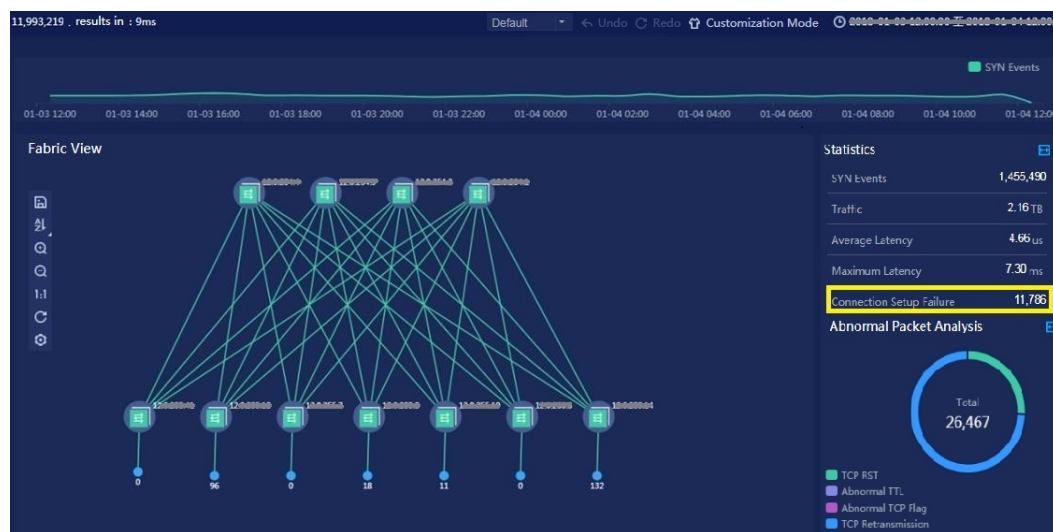 11,993,219 , results in : 9ms
Default Undo Redo Customization Mode
SYN Events
01-03 12:00 01-03 14:00 01-03 16:00 01-03 18:00 01-03 20:00 01-03 22:00 01-04 00:00 01-04 02:00 01-04 04:00 01-04 06:00 01-04 08:00 01-04 10:00 01-04 12:00
Fabric View
1:1
0 96 0 18 11 0 132
Statistics
SYN Events 1,455,490
Traffic 2.16 TB
Average Latency 4.66 us
Maximum Latency 7.30 ms
Connection Setup Failure 11,786
Abnormal Packet Analysis
Total
26,467
TCP RST
Abnormal TTL
Abnormal TCP Flag
TCP Retransmission